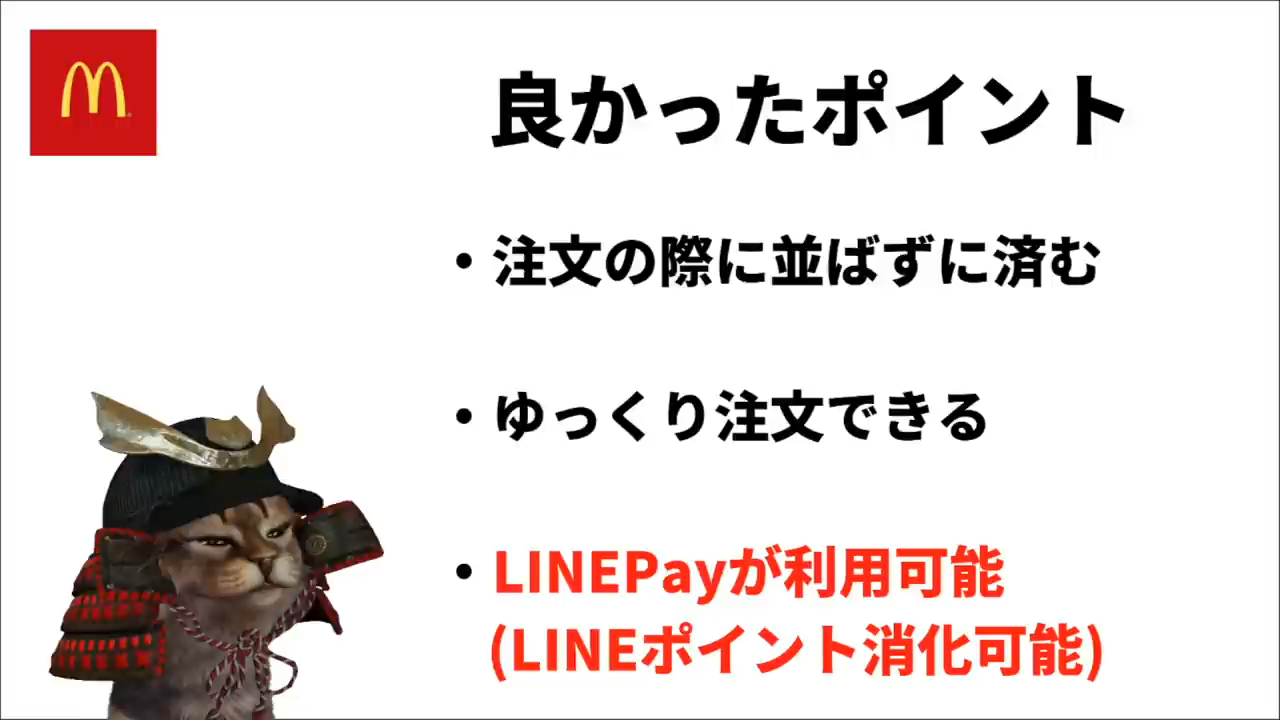 良かったポイント
・注文の際に並ばずに済む
・ゆっくり注文できる
・LINEPayが利用可能
(LINEポイント消化可能)